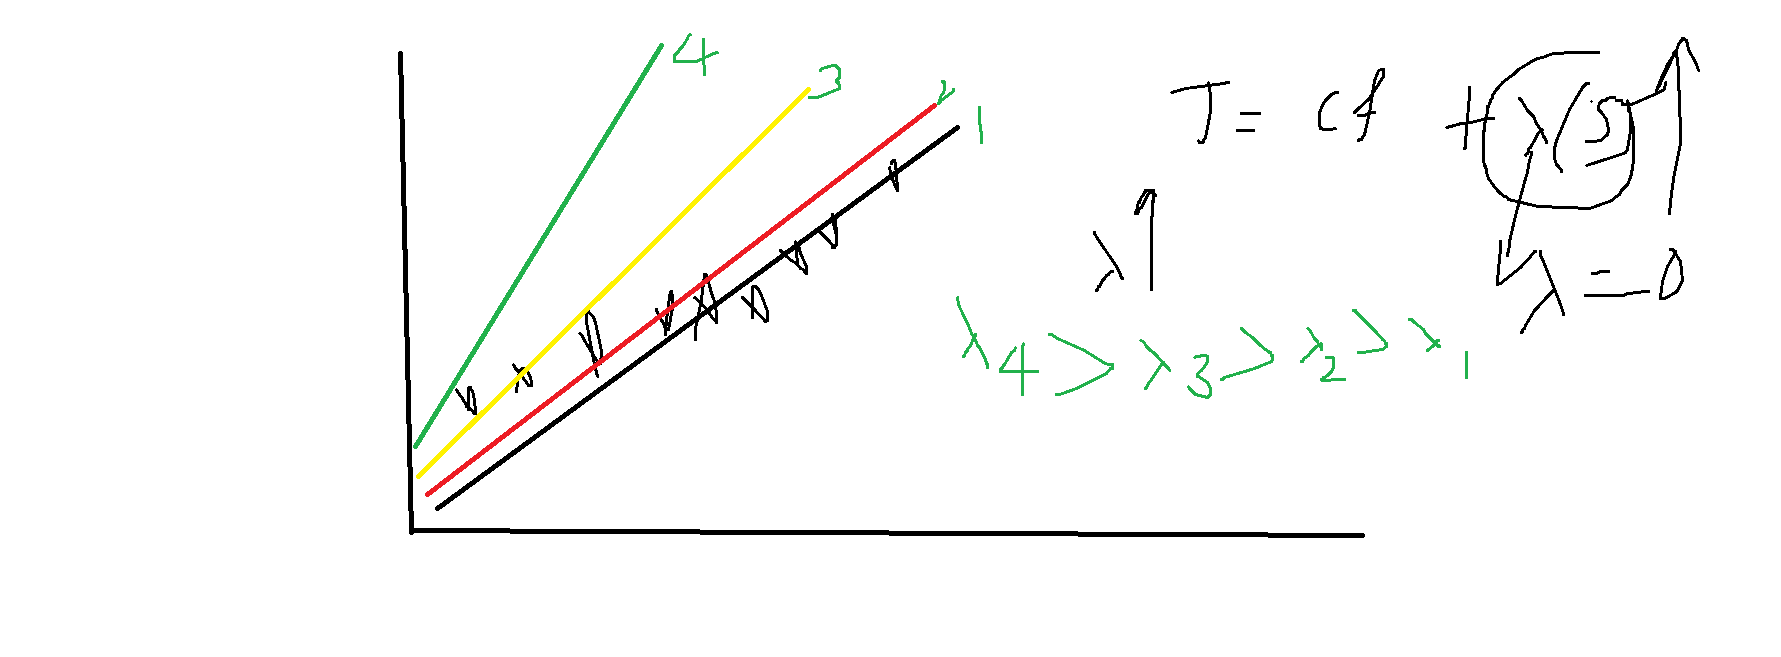 4
3
2
1
J = cf + λ(S)
λ↑
λ = 0
λ4 > λ3 > λ2 > λ1